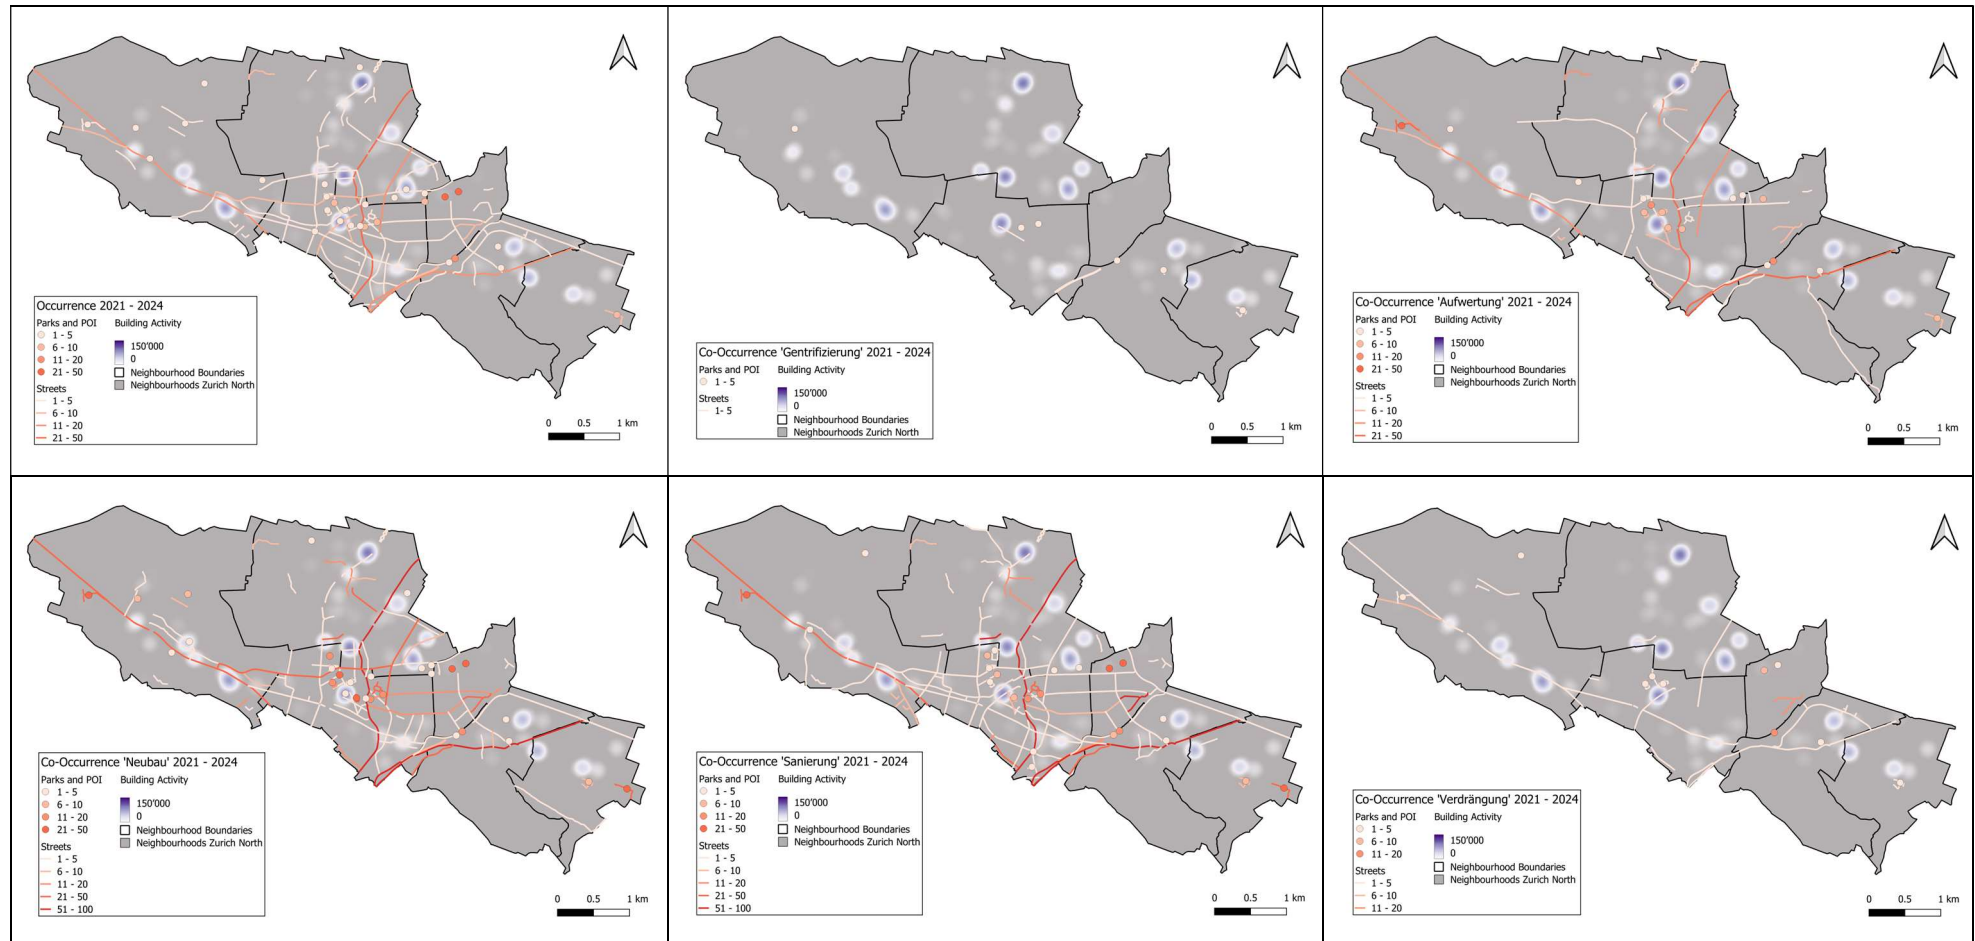 Occurrence 2021 - 2024
Parks and POI Building Activity
1 - 5
6 - 10 150'000
11 - 20 0
21 - 50 Neighbourhood Boundaries
Streets Neighbourhoods Zurich North
1 - 5
6 - 10
11 - 20
21 - 50
0 0.5 1 km
Co-Occurrence 'Gentrifizierung' 2021 - 2024
Parks and POI Building Activity
1 - 5
150'000
Streets
0
1- 5
Neighbourhood Boundaries
Neighbourhoods Zurich North
0 0.5 1 km
Co-Occurrence 'Aufwertung' 2021 - 2024
Parks and POI Building Activity
1 - 5
6 - 10 150'000
11 - 20 0
21 - 50 Neighbourhood Boundaries
Streets Neighbourhoods Zurich North
1 - 5
6 - 10
11 - 20
21 - 50
0 0.5 1 km
Co-Occurrence 'Neubau' 2021 - 2024
Parks and POI Building Activity
1 - 5
6 - 10 150'000
11 - 20 0
21 - 50 Neighbourhood Boundaries
Streets Neighbourhoods Zurich North
1 - 5
6 - 10
11 - 20
21 - 50
51 - 100
0 0.5 1 km
Co-Occurrence 'Sanierung' 2021 - 2024
Parks and POI Building Activity
1 - 5
6 - 10 150'000
11 - 20 0
21 - 50 Neighbourhood Boundaries
Streets Neighbourhoods Zurich North
1 - 5
6 - 10
11 - 20
21 - 50
51 - 100
0 0.5 1 km
Co-Occurrence 'Verdrängung' 2021 - 2024
Parks and POI Building Activity
1 - 5
6 - 10 150'000
11 - 20 0
Streets Neighbourhood Boundaries
1 - 5 Neighbourhoods Zurich North
6 - 10
11 - 20
0 0.5 1 km